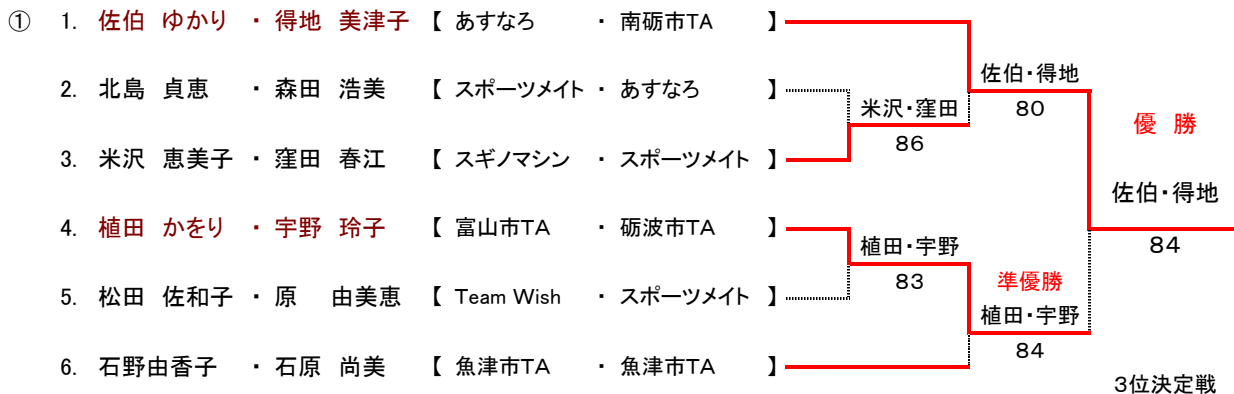 ① 1. 佐伯 ゆかり ・ 得地 美津子 【 あすなろ ・ 南砺市TA 】
佐伯・得地
2. 北島 貞恵 ・ 森田 浩美 【 スポーツメイト ・ あすなろ 】
米沢・窪田
80
優 勝
86
3. 米沢 恵美子 ・ 窪田 春江 【 スギノマシン ・ スポーツメイト 】
佐伯・得地
4. 植田 かをり ・ 宇野 玲子 【 富山市TA ・ 砺波市TA 】
植田・宇野
84
83
準優勝
5. 松田 佐和子 ・ 原 由美恵 【 Team Wish ・ スポーツメイト 】
植田・宇野
84
6. 石野由香子 ・ 石原 尚美 【 魚津市TA ・ 魚津市TA 】
3位決定戦